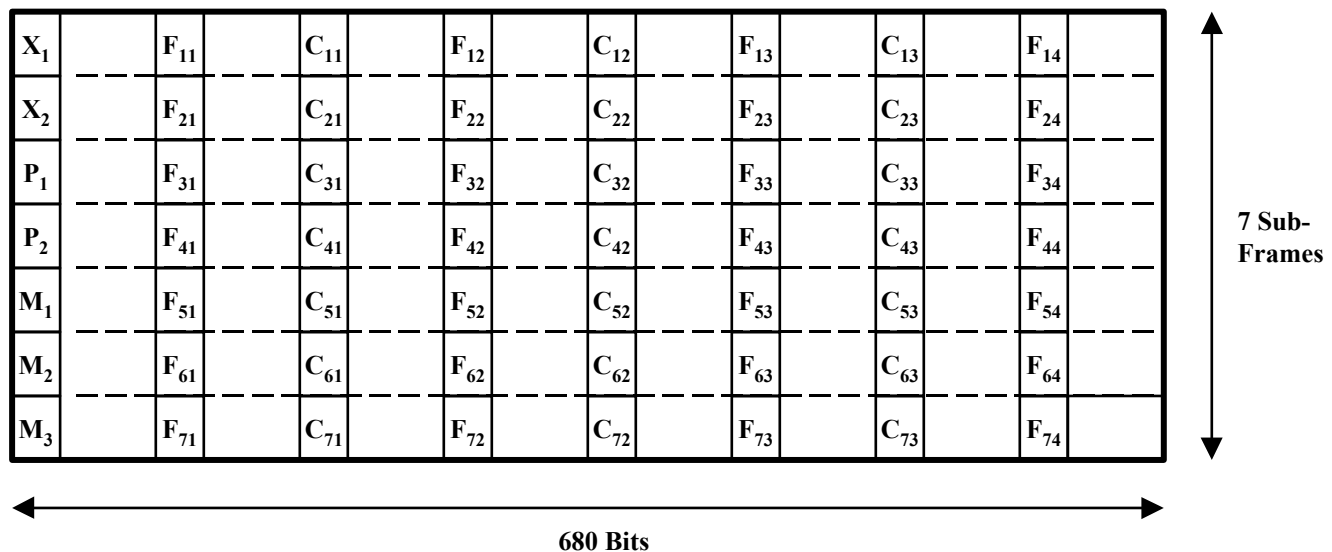 X1 F11 C11 F12 C12 F13 C13 F14
X2 F21 C21 F22 C22 F23 C23 F24
P1 F31 C31 F32 C32 F33 C33 F34
P2 F41 C41 F42 C42 F43 C43 F44
M1 F51 C51 F52 C52 F53 C53 F54
M2 F61 C61 F62 C62 F63 C63 F64
M3 F71 C71 F72 C72 F73 C73 F74
7 Sub-
Frames
680 Bits